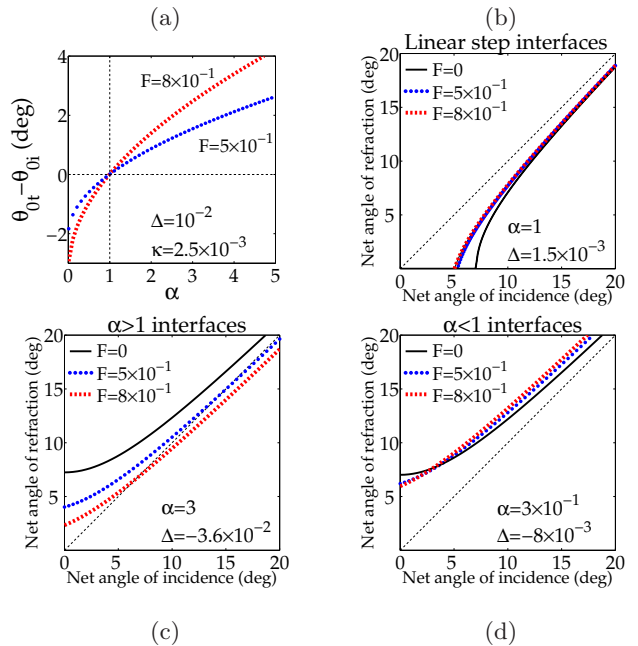 (a)
(b)
4
2
0
−2
θ0t−θ0i (deg)
F=8×10⁻¹
F=5×10⁻¹
Δ=10⁻²
κ=2.5×10⁻³
0 1 2 3 4 5
α
Linear step interfaces
20
15
10
5
Net angle of refraction (deg)
F=0
F=5×10⁻¹
F=8×10⁻¹
α=1
Δ=1.5×10⁻³
0 5 10 15 20
Net angle of incidence (deg)
α>1 interfaces
20
15
10
5
Net angle of refraction (deg)
F=0
F=5×10⁻¹
F=8×10⁻¹
α=3
Δ=−3.6×10⁻²
0 5 10 15 20
Net angle of incidence (deg)
α<1 interfaces
20
15
10
5
Net angle of refraction (deg)
F=0
F=5×10⁻¹
F=8×10⁻¹
α=3×10⁻¹
Δ=−8×10⁻³
0 5 10 15 20
Net angle of incidence (deg)
(c)
(d)